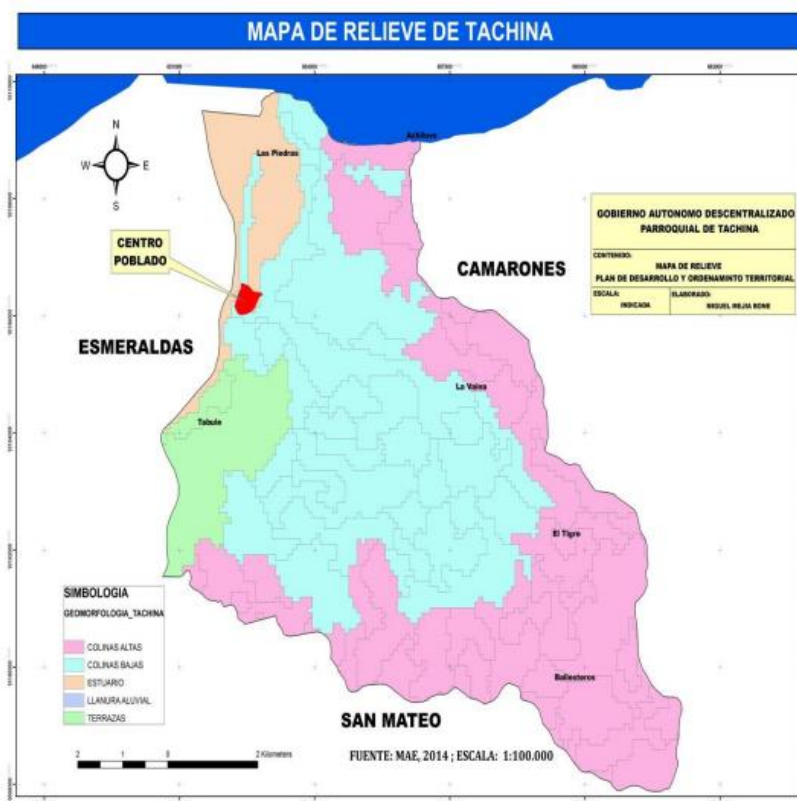 MAPA DE RELIEVE DE TACHINA
Achilube
Las Piedras
N
W E
S
CENTRO
POBLADO
GOBIERNO AUTONOMO DESCENTRALIZADO
PARROQUIAL DE TACHINA
CONTENIDO:
MAPA DE RELIEVE
PLAN DE DESARROLLO Y ORDENAMINTO TERRITORIAL
ESCALA:
INDICADA
ELABORADO:
MIGUEL MEJIA BONE
CAMARONES
ESMERALDAS
La Vaina
Tabule
El Tigre
SIMBOLOGIA
GEOMORFOLOGIA_TACHINA
COLINAS ALTAS
COLINAS BAJAS
ESTUARIO
LLANURA ALUVIAL
TERRAZAS
Ballesteros
SAN MATEO
2 1 0 2 Kilometers
FUENTE: MAE, 2014 ; ESCALA: 1:100.000